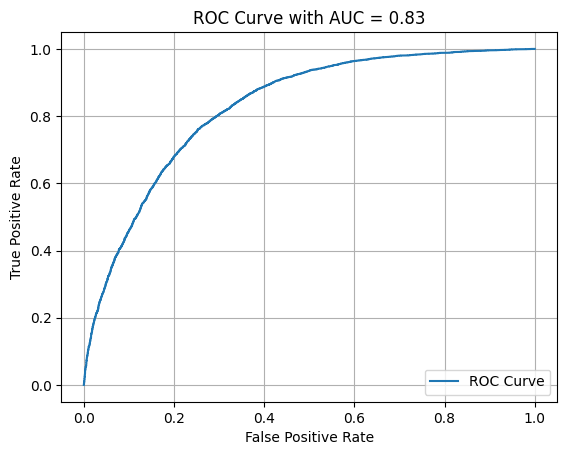 ROC Curve with AUC = 0.83
1.0
0.8
0.6
0.4
0.2
0.0
True Positive Rate
ROC Curve
0.0 0.2 0.4 0.6 0.8 1.0
False Positive Rate